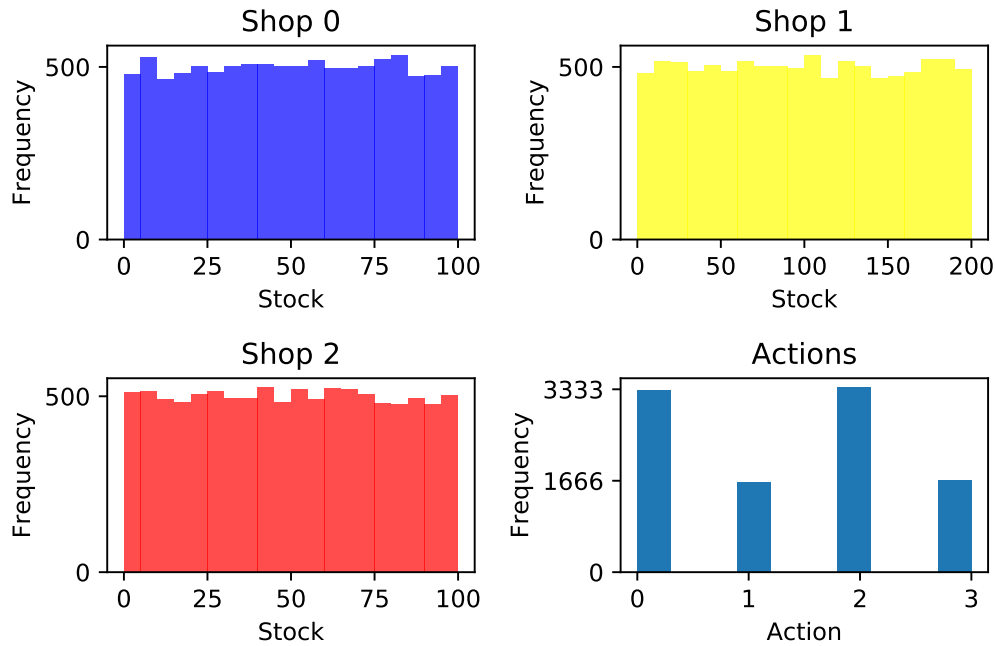 Shop 0
Frequency
500
0
0 25 50 75 100
Stock
Shop 1
Frequency
500
0
0 50 100 150 200
Stock
Shop 2
Frequency
500
0
0 25 50 75 100
Stock
Actions
Frequency
3333
1666
0
0 1 2 3
Action